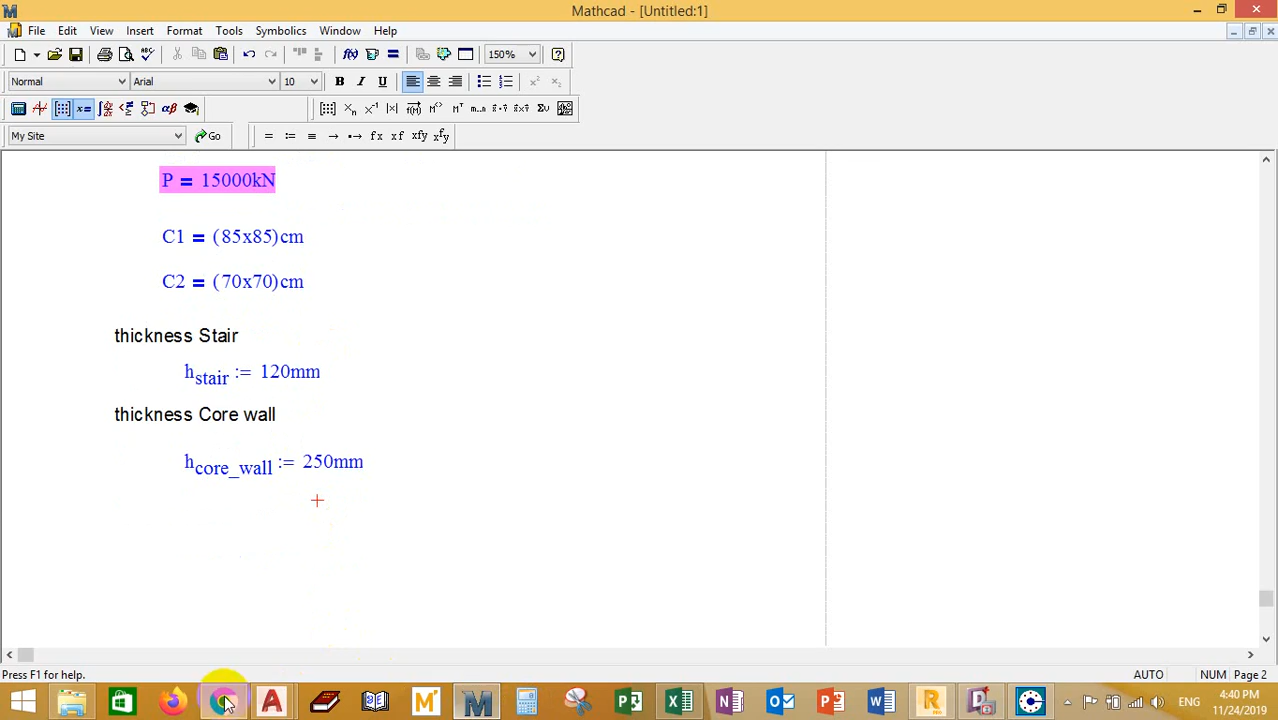 Mathcad - [Untitled:1]
File Edit View Insert Format Tools Symbolics Window Help
150%
Normal Arial 10 B I U
My Site Go
P = 15000kN
C1 = (85x85)cm
C2 = (70x70)cm
thickness Stair
hstair := 120mm
thickness Core wall
hcore_wall := 250mm
Press F1 for help. AUTO NUM Page 2
ENG 4:40 PM
11/24/2019